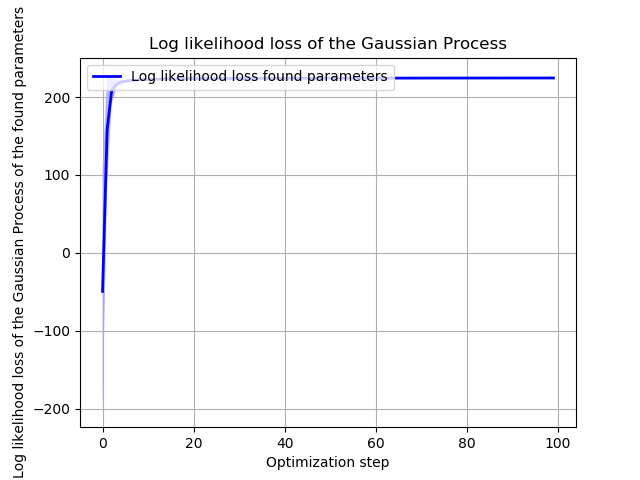 Log likelihood loss of the Gaussian Process
Log likelihood loss of the Gaussian Process of the found parameters
Log likelihood loss found parameters
200
100
0
−100
−200
0 20 40 60 80 100
Optimization step